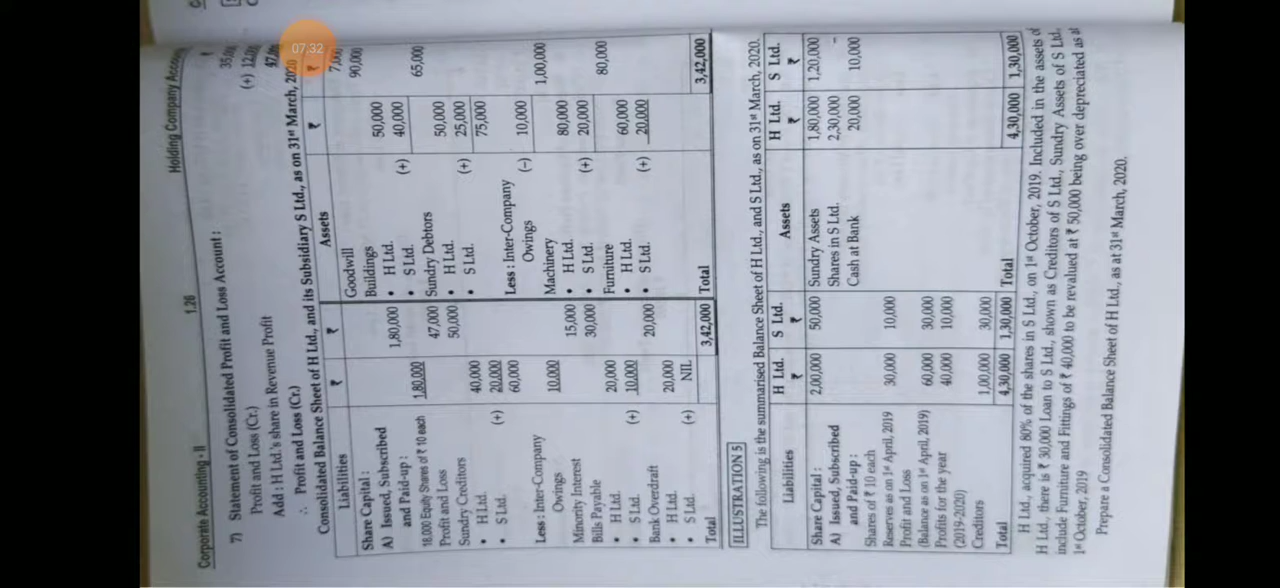 Corporate Accounting - II 1.26 Holding Company
7) Statement of Consolidated Profit and Loss Account : ₹
Profit and Loss (Cr.)
Add : H Ltd.'s share in Revenue Profit (+)
∴ Profit and Loss (Cr.)
Consolidated Balance Sheet of H Ltd., and its Subsidiary S Ltd., as on 31st March, 2020
Liabilities ₹ ₹ Assets ₹ ₹
Share Capital : Goodwill
A) Issued, Subscribed Buildings 90,000
and Paid-up : 1,80,000 • H Ltd. 50,000
18,000 Equity Shares of ₹ 10 each 1,80,000 • S Ltd. (+) 40,000
Profit and Loss 47,000 Sundry Debtors 65,000
Sundry Creditors 50,000 • H Ltd. 50,000
• H Ltd. 40,000 • S Ltd. (+) 25,000
• S Ltd. (+) 20,000 75,000
60,000 Less : Inter-Company (–) 10,000
Less : Inter-Company Owings 1,00,000
Owings 10,000 Machinery
Minority Interest 15,000 • H Ltd. 80,000
Bills Payable 30,000 • S Ltd. (+) 20,000
• H Ltd. 20,000 Furniture 80,000
• S Ltd. (+) 10,000 • H Ltd. 60,000
Bank Overdraft 20,000 • S Ltd. (+) 20,000
• H Ltd. 20,000
• S Ltd. (+) NIL
Total 3,42,000 Total 3,42,000
ILLUSTRATION 5
The following is the summarised Balance Sheet of H Ltd., and S Ltd., as on 31st March, 2020.
Liabilities H Ltd. S Ltd. Assets H Ltd. S Ltd.
₹ ₹ ₹ ₹
Share Capital : 2,00,000 50,000 Sundry Assets 1,80,000 1,20,000
A) Issued, Subscribed Shares in S Ltd. 2,30,000 -
and Paid-up : Cash at Bank 20,000 10,000
Shares of ₹ 10 each
Reserves as on 1st April, 2019 30,000 10,000
Profit and Loss
(Balance as on 1st April, 2019) 60,000 30,000
Profits for the year 40,000 10,000
(2019-2020)
Creditors 1,00,000 30,000
Total 4,30,000 1,30,000 Total 4,30,000 1,30,000
H Ltd., acquired 80% of the shares in S Ltd., on 1st October, 2019. Included in the assets of
H Ltd., there is ₹ 30,000 Loan to S Ltd., shown as Creditors of S Ltd., Sundry Assets of S Ltd.,
include Furniture and Fittings of ₹ 40,000 to be revalued at ₹ 50,000 being over depreciated as at
1st October, 2019
Prepare a Consolidated Balance Sheet of H Ltd., as at 31st March, 2020.
07,32